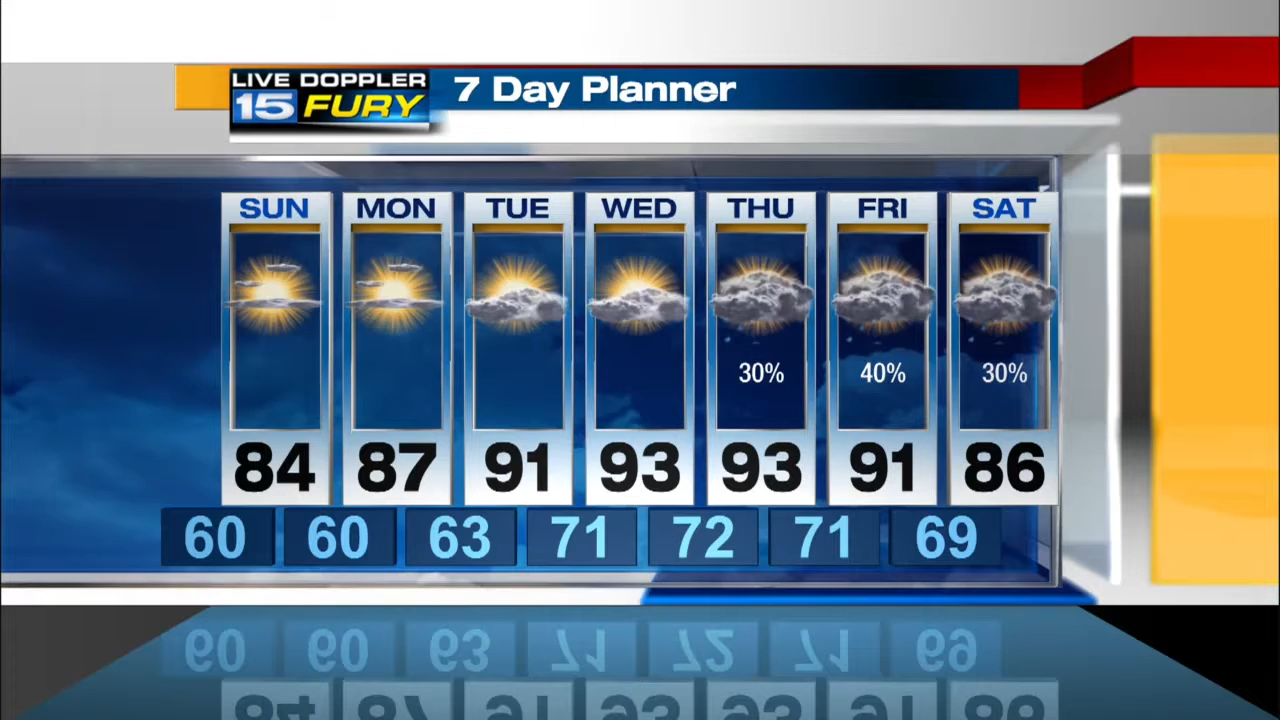 LIVE DOPPLER
15 FURY
7 Day Planner
SUN MON TUE WED THU FRI SAT
30% 40% 30%
84 87 91 93 93 91 86
60 60 63 71 72 71 69